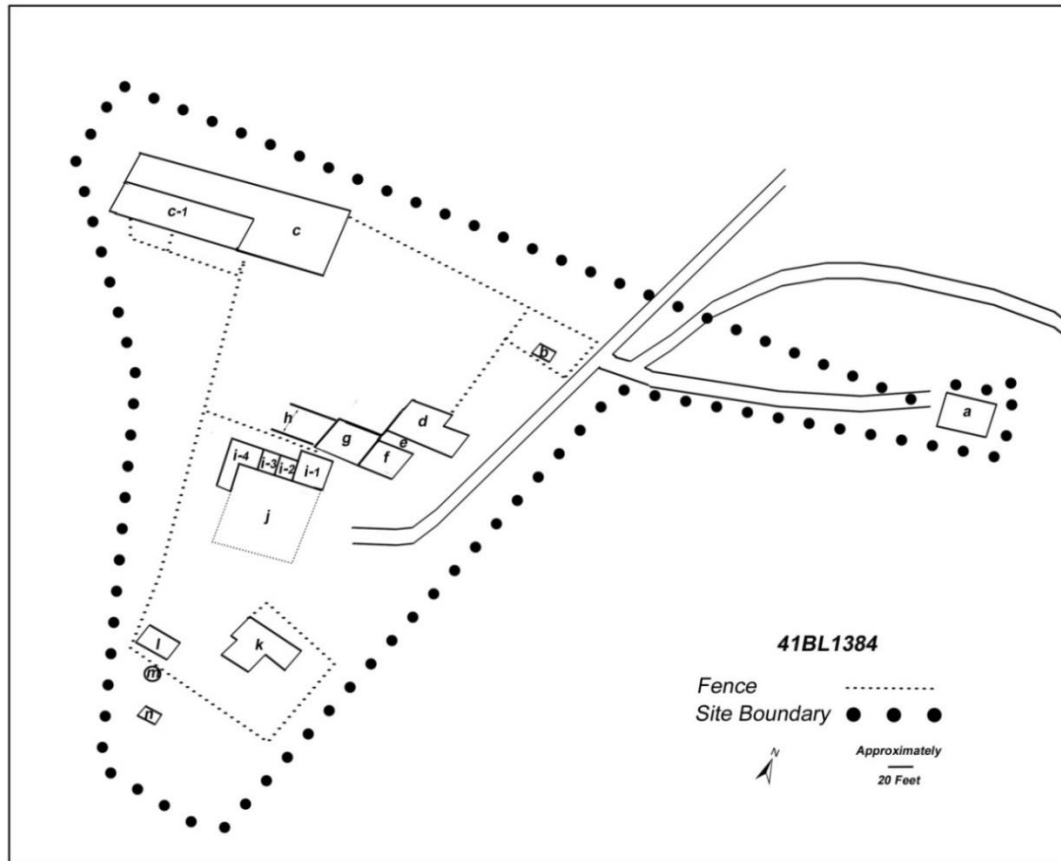 c-1
c
b
a
d
h
g
e
f
i-4
i-3
i-2
i-1
j
k
l
m
n
41BL1384
Fence
Site Boundary
N
Approximately
20 Feet